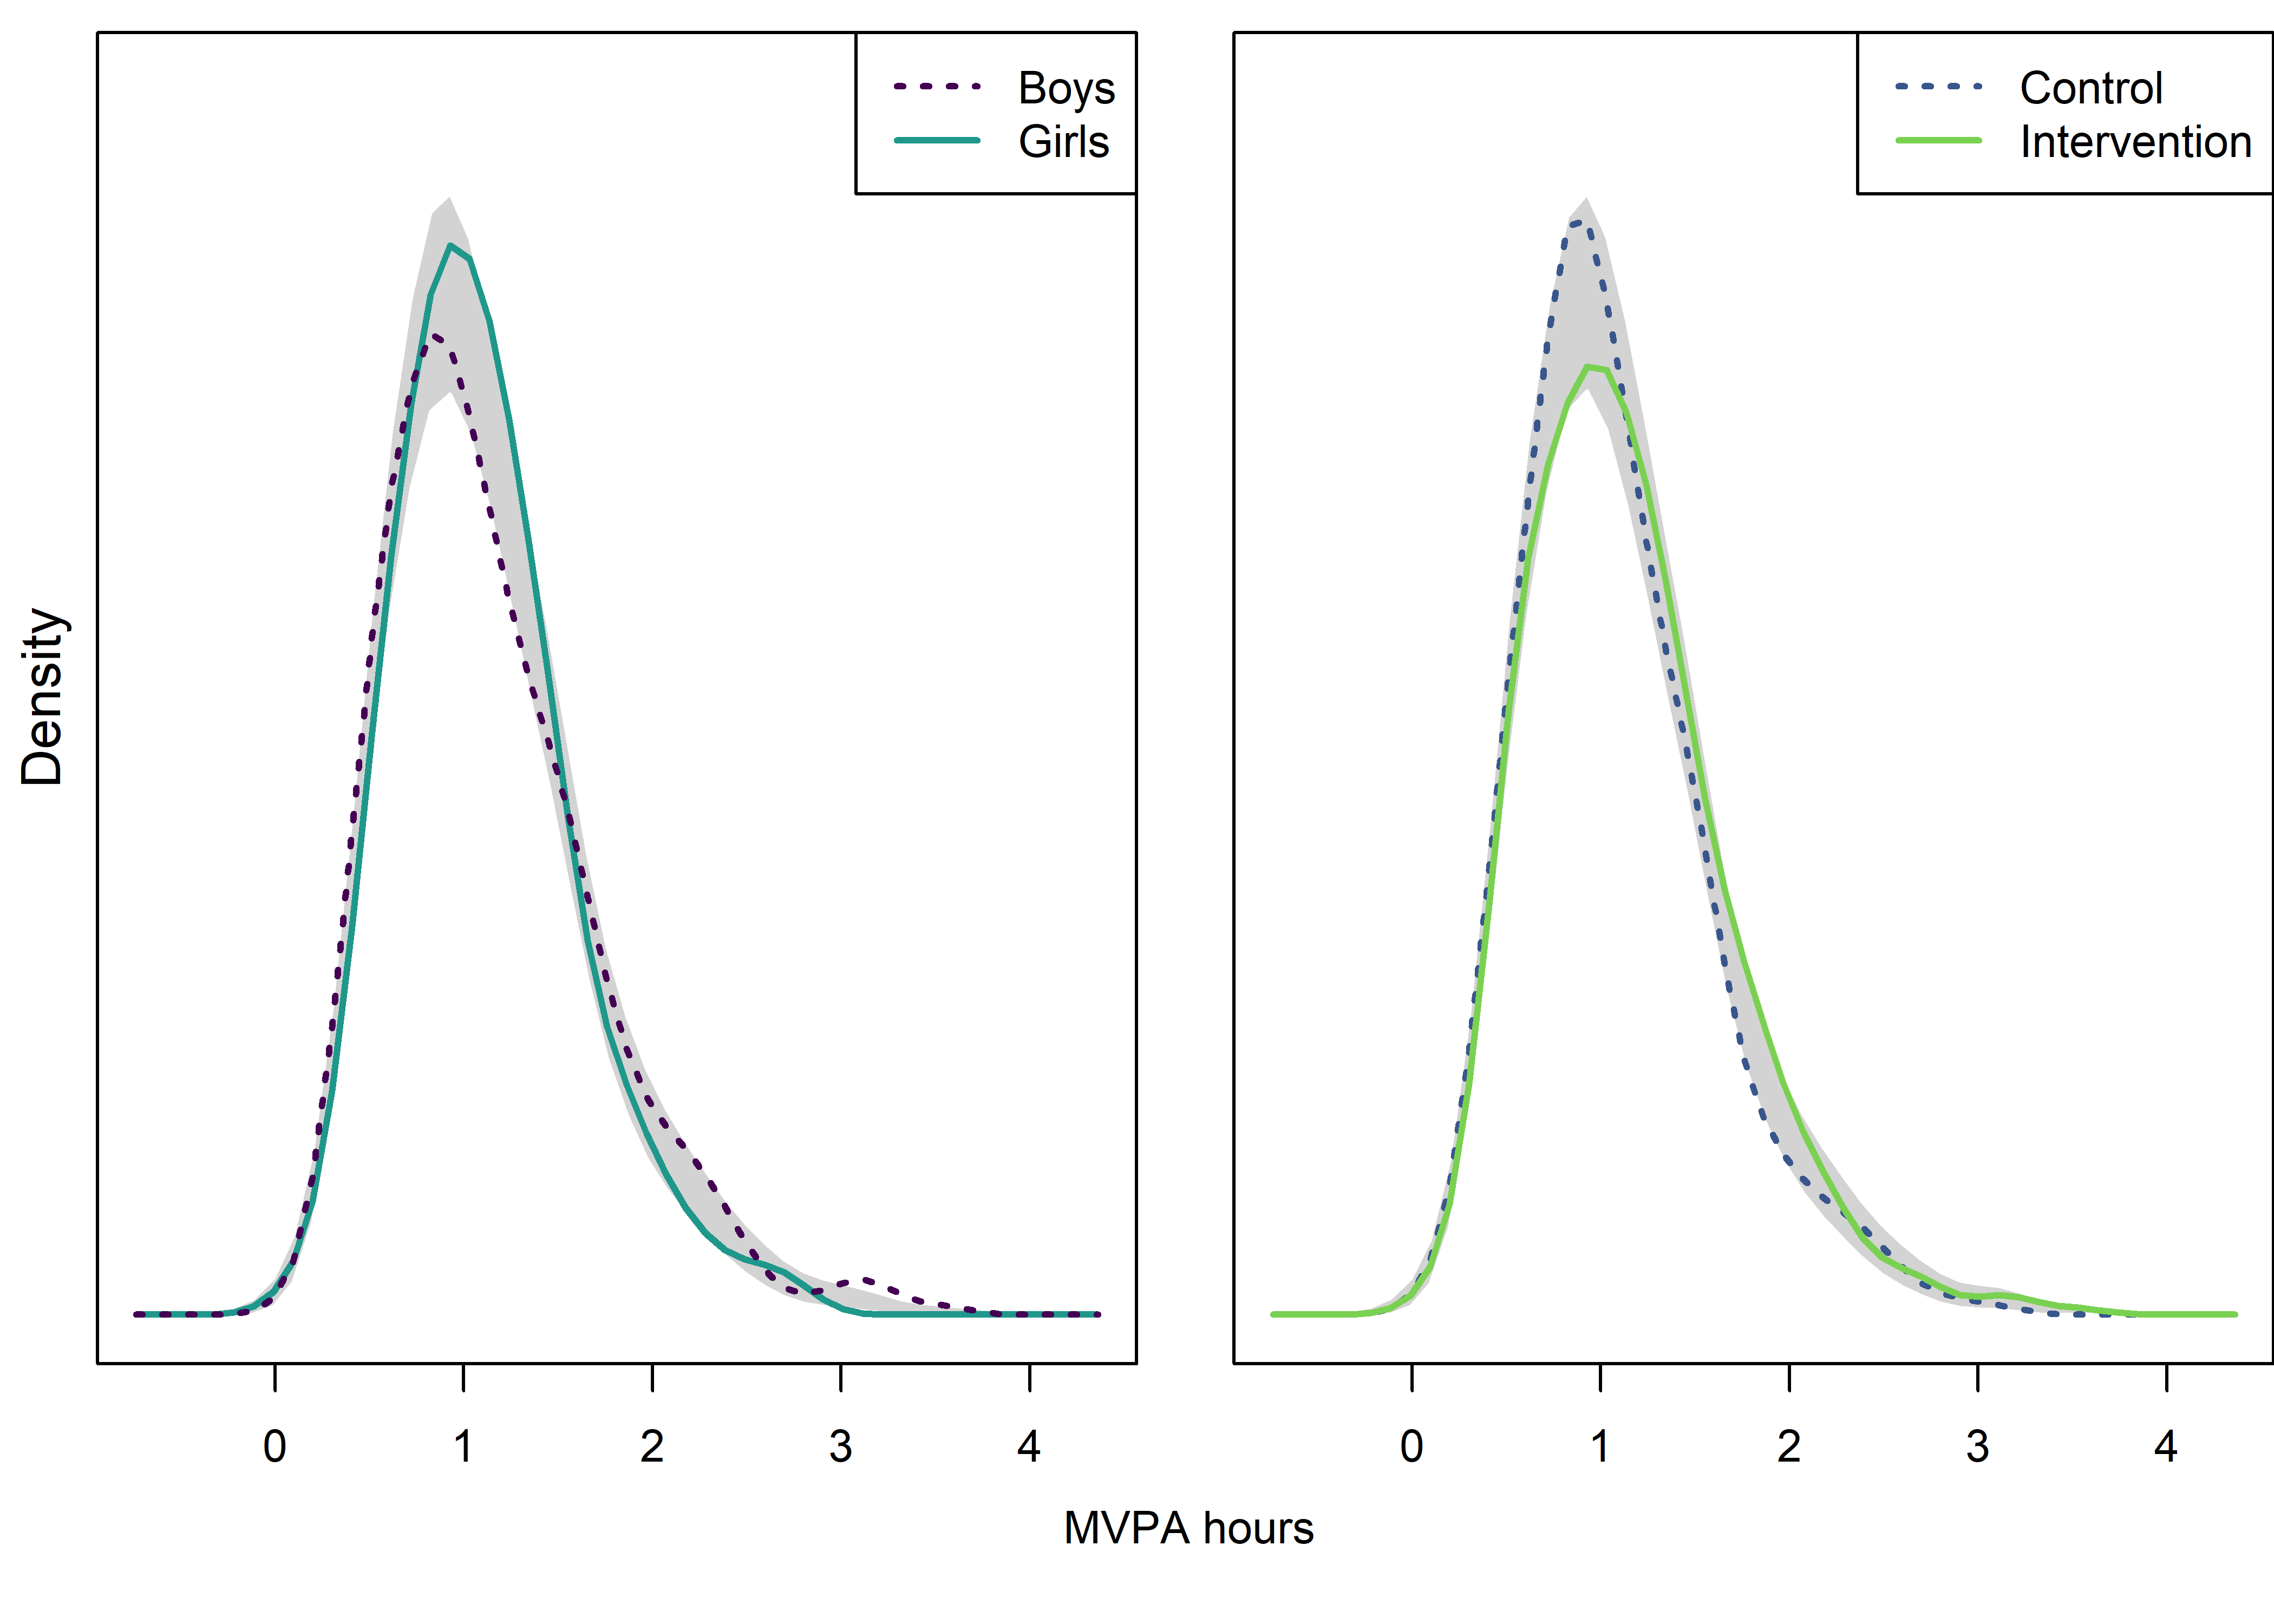 Boys
Girls
Control
Intervention
Density
0 1 2 3 4
0 1 2 3 4
MVPA hours